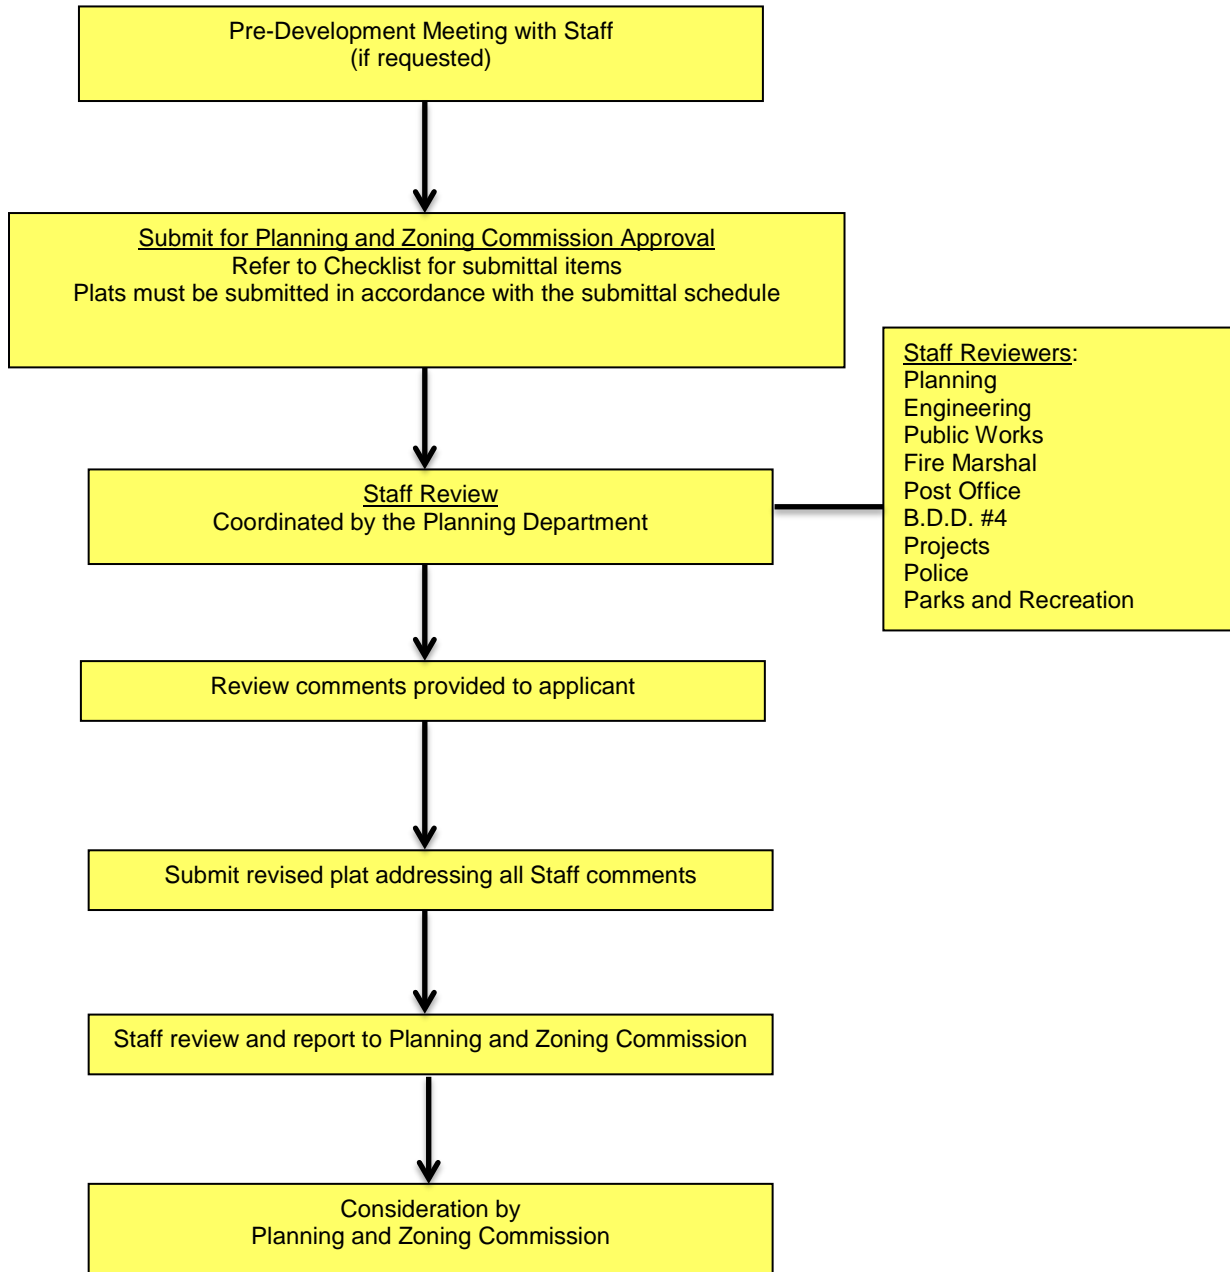 Pre-Development Meeting with Staff
(if requested)
Submit for Planning and Zoning Commission Approval
Refer to Checklist for submittal items
Plats must be submitted in accordance with the submittal schedule
Staff Review
Coordinated by the Planning Department
Staff Reviewers:
Planning
Engineering
Public Works
Fire Marshal
Post Office
B.D.D. #4
Projects
Police
Parks and Recreation
Review comments provided to applicant
Submit revised plat addressing all Staff comments
Staff review and report to Planning and Zoning Commission
Consideration by
Planning and Zoning Commission